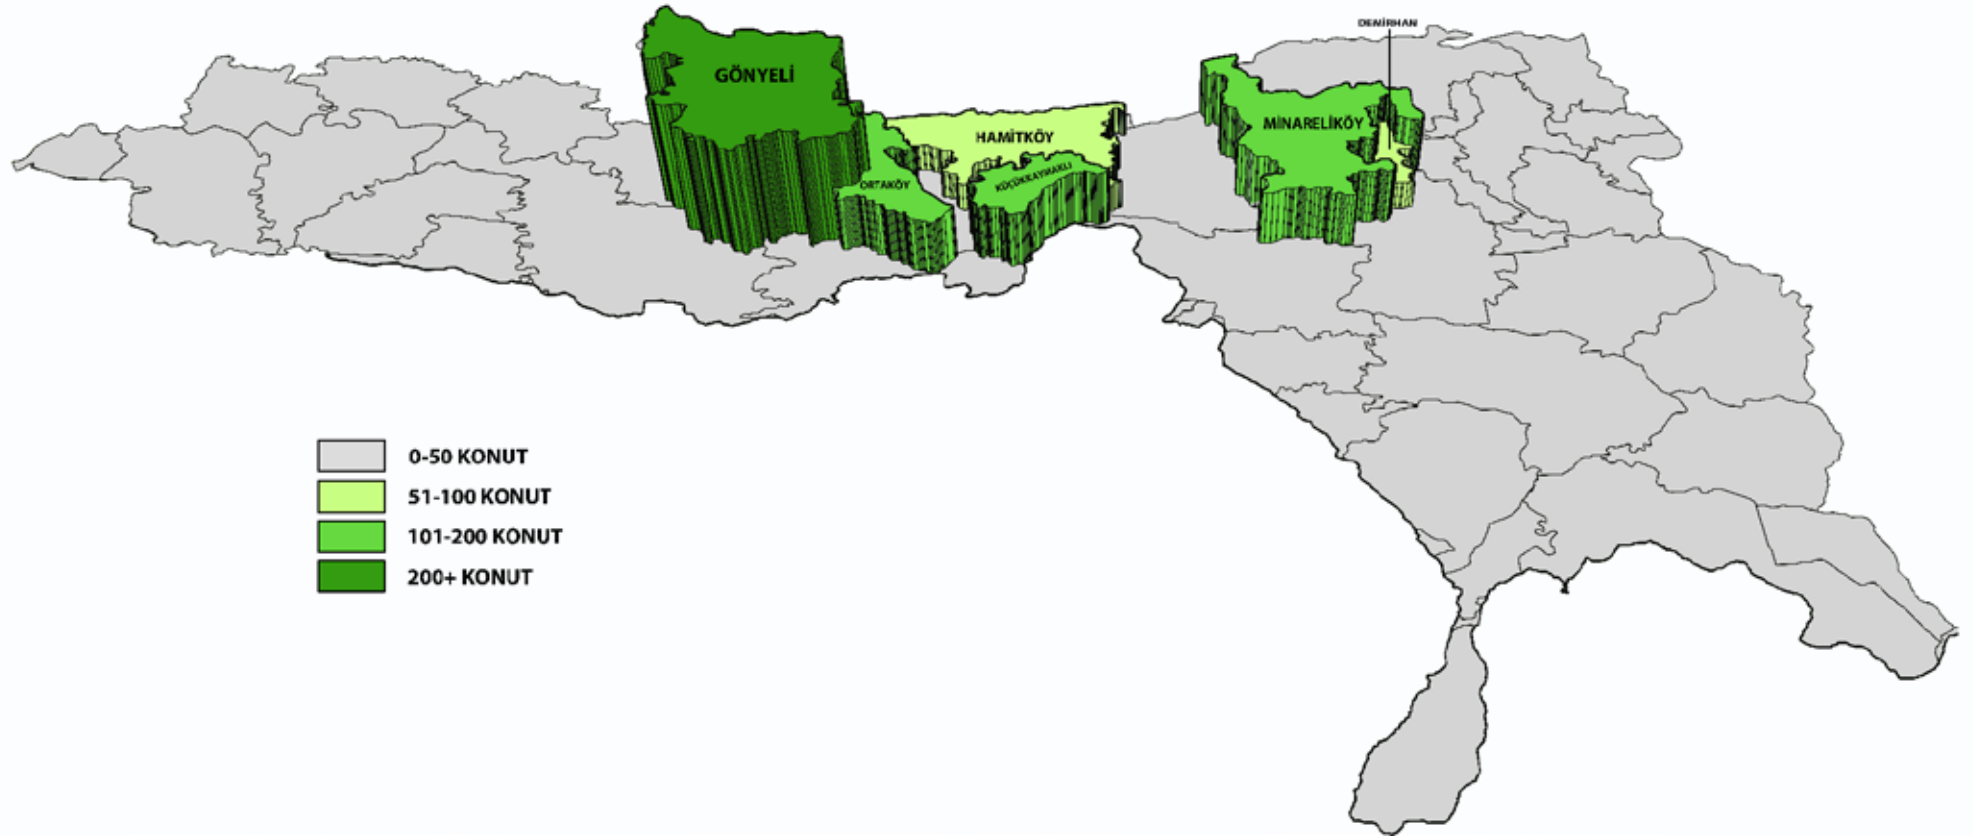 DEMİRHAN
GÖNYELİ
MİNARELİKÖY
HAMİTKÖY
ORTAKÖY
KÜÇÜKKAYMAKLI
0-50 KONUT
51-100 KONUT
101-200 KONUT
200+ KONUT